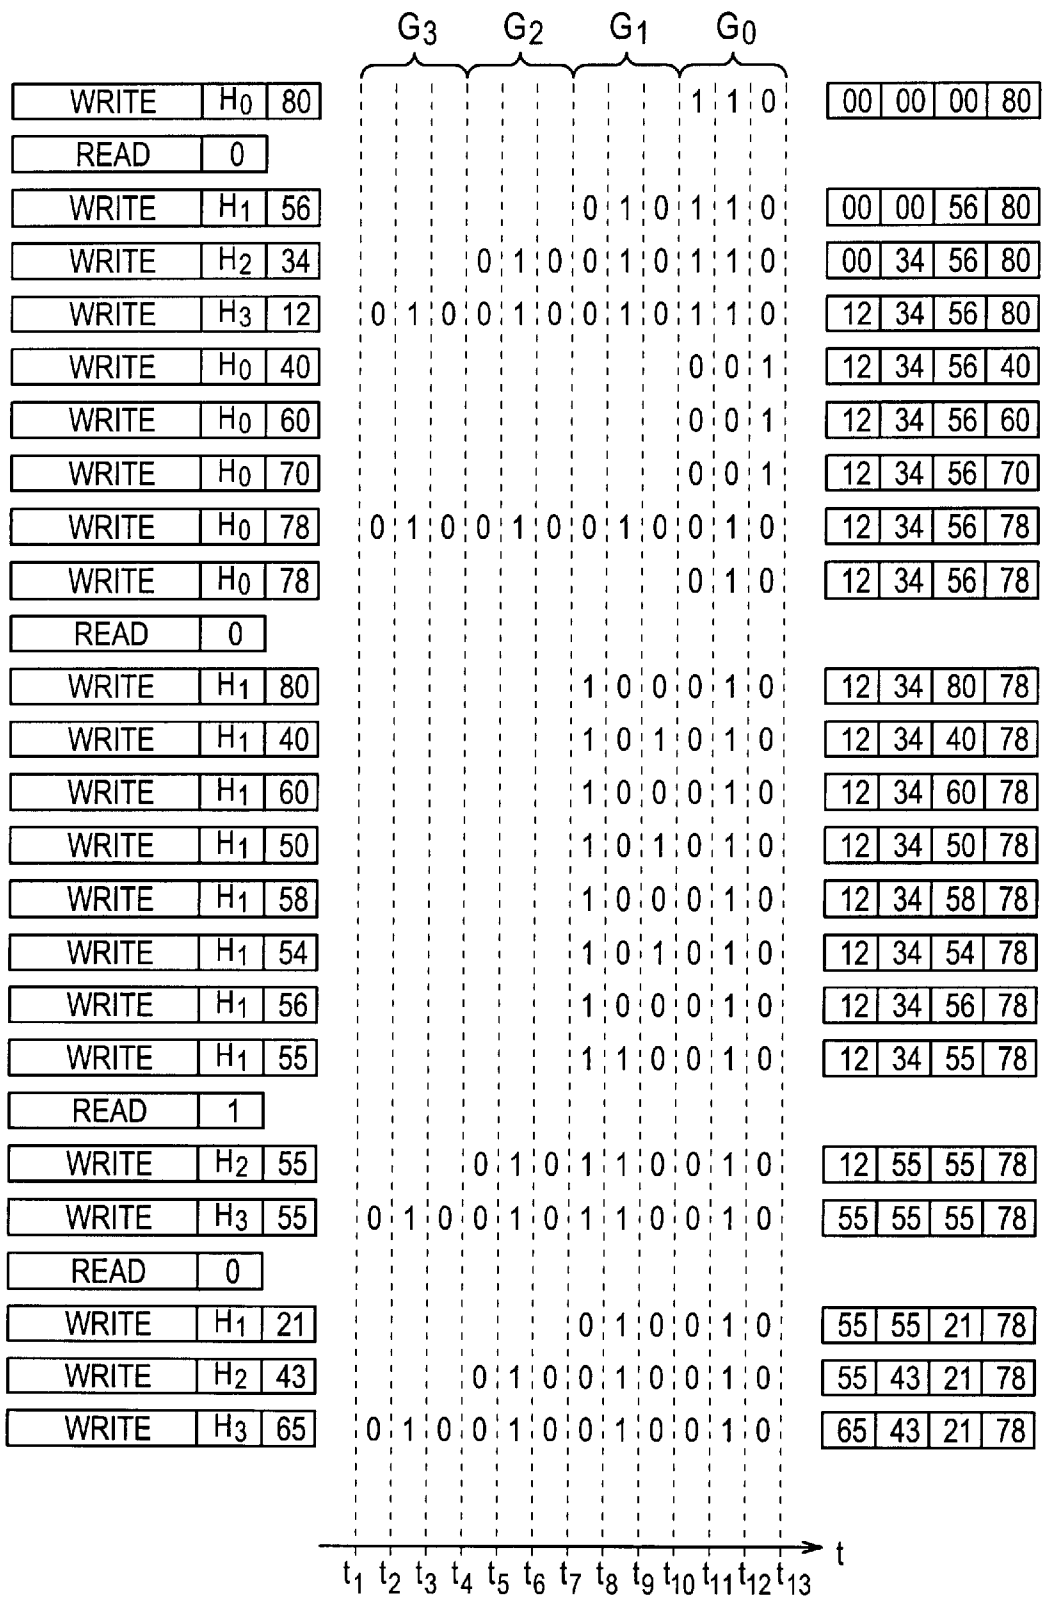 G3 G2 G1 G0
WRITE H0 80 1 1 0 00 00 00 80
READ 0
WRITE H1 56 0 1 0 1 1 0 00 00 56 80
WRITE H2 34 0 1 0 0 1 0 1 1 0 00 34 56 80
WRITE H3 12 0 1 0 0 1 0 0 1 0 1 1 0 12 34 56 80
WRITE H0 40 0 0 1 12 34 56 40
WRITE H0 60 0 0 1 12 34 56 60
WRITE H0 70 0 0 1 12 34 56 70
WRITE H0 78 0 1 0 0 1 0 0 1 0 0 1 0 12 34 56 78
WRITE H0 78 0 1 0 12 34 56 78
READ 0
WRITE H1 80 1 0 0 0 1 0 12 34 80 78
WRITE H1 40 1 0 1 0 1 0 12 34 40 78
WRITE H1 60 1 0 0 0 1 0 12 34 60 78
WRITE H1 50 1 0 1 0 1 0 12 34 50 78
WRITE H1 58 1 0 0 0 1 0 12 34 58 78
WRITE H1 54 1 0 1 0 1 0 12 34 54 78
WRITE H1 56 1 0 0 0 1 0 12 34 56 78
WRITE H1 55 1 1 0 0 1 0 12 34 55 78
READ 1
WRITE H2 55 0 1 0 1 1 0 0 1 0 12 55 55 78
WRITE H3 55 0 1 0 0 1 0 1 1 0 0 1 0 55 55 55 78
READ 0
WRITE H1 21 0 1 0 0 1 0 55 55 21 78
WRITE H2 43 0 1 0 0 1 0 0 1 0 55 43 21 78
WRITE H3 65 0 1 0 0 1 0 0 1 0 0 1 0 65 43 21 78
t
t1 t2 t3 t4 t5 t6 t7 t8 t9 t10 t11 t12 t13